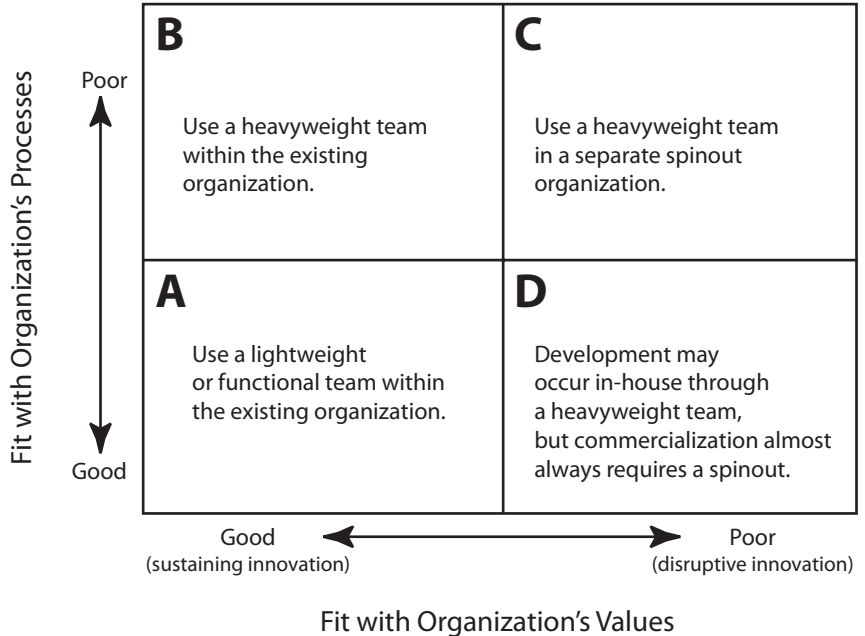 Fit with Organization's Processes
Poor
Good
B
Use a heavyweight team
within the existing
organization.
C
Use a heavyweight team
in a separate spinout
organization.
A
Use a lightweight
or functional team within
the existing organization.
D
Development may
occur in-house through
a heavyweight team,
but commercialization almost
always requires a spinout.
Good
(sustaining innovation)
Poor
(disruptive innovation)
Fit with Organization's Values